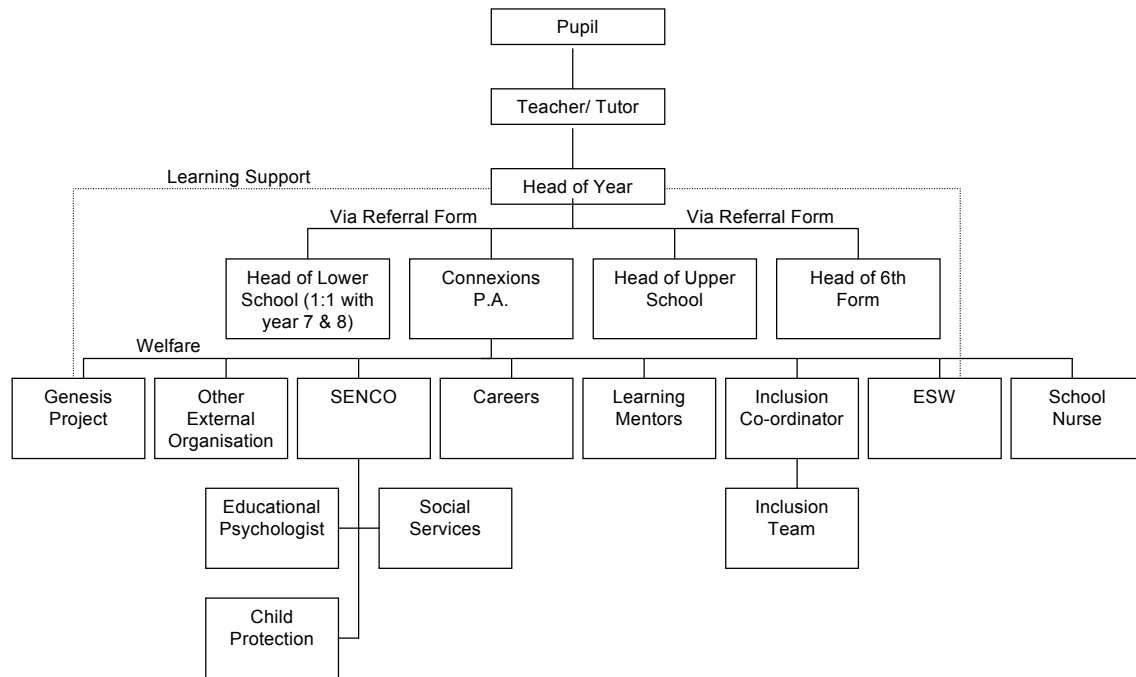 Pupil
Teacher/ Tutor
Learning Support
Head of Year
Via Referral Form
Via Referral Form
Head of Lower
School (1:1 with
year 7 & 8)
Connexions
P.A.
Head of Upper
School
Head of 6th
Form
Welfare
Genesis
Project
Other
External
Organisation
SENCO
Careers
Learning
Mentors
Inclusion
Co-ordinator
ESW
School
Nurse
Educational
Psychologist
Social
Services
Inclusion
Team
Child
Protection